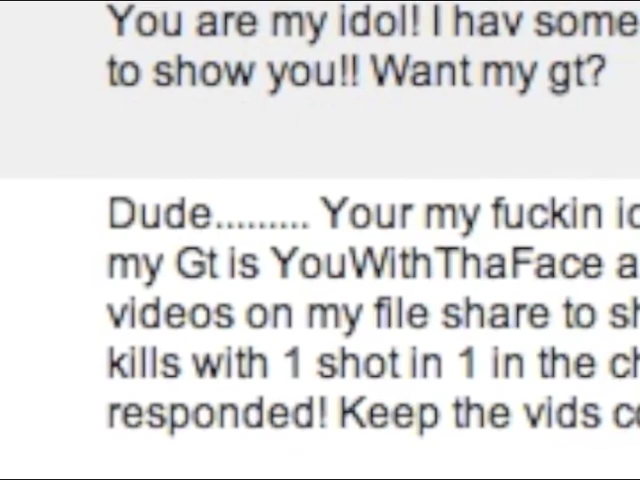 You are my idol! I hav some
to show you!! Want my gt?
Dude......... Your my fuckin
my Gt is YouWithThaFace a
videos on my file share to
kills with 1 shot in 1 in the
responded! Keep the vids